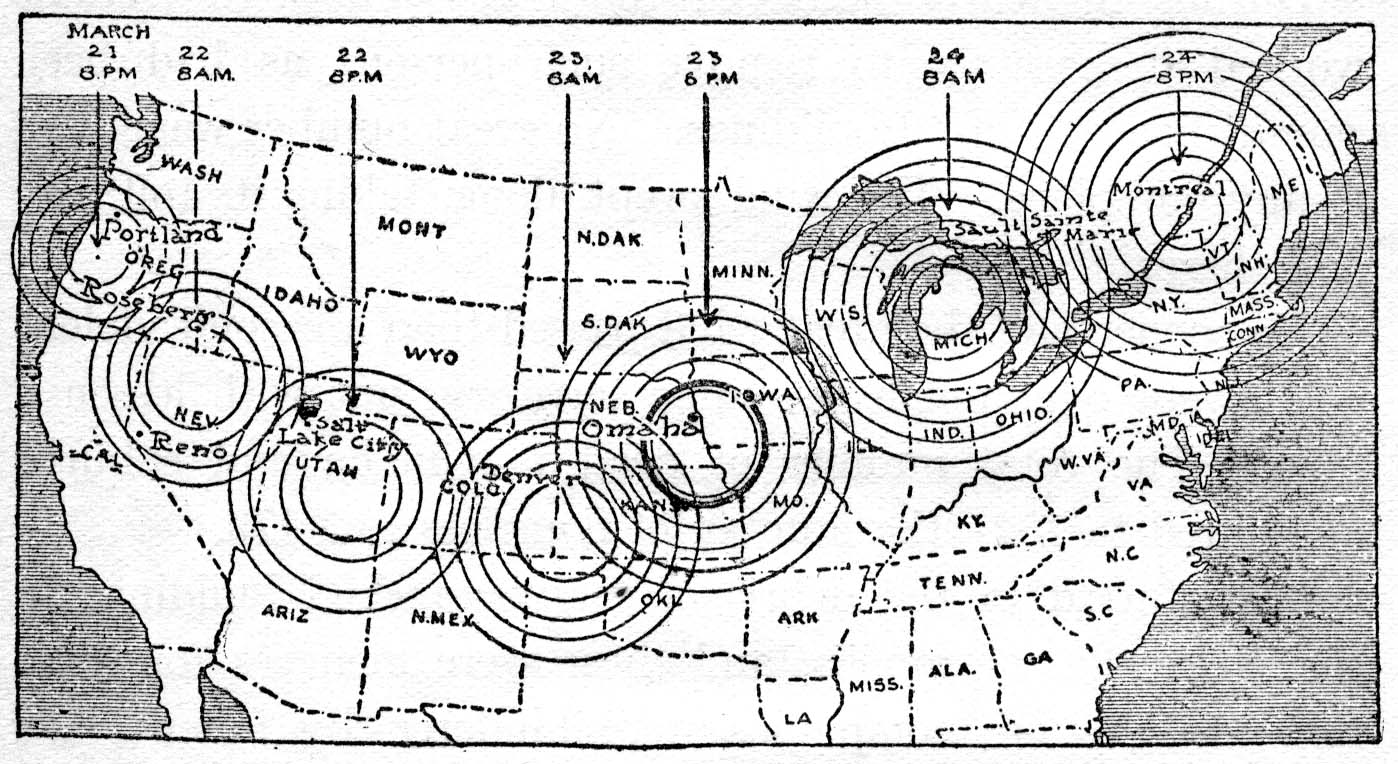 MARCH
21
8.PM
22
8AM.
22
8P.M
23,
8AM
23
6 P.M
24
8AM
24
8PM
WASH
Portland
OREG
Roseberg
IDAHO
MONT
N.DAK
MINN.
S.DAK
WYO
NEV
Reno
CAL
Salt
Lake City
UTAH
Denver
COLO.
NEB.
Omaha
IOWA
KANS.
MO.
WIS.
MICH
Sault Sainte
Marie
Montreal
ME
VT.
N.H.
MASS.
CONN
N.Y.
PA.
N.J.
OHIO.
IND.
ILL.
MD.
DEL
W.VA
VA
KY.
TENN.
N.C
S.C
ARIZ
N.MEX
OKL
ARK
MISS.
ALA.
GA
LA